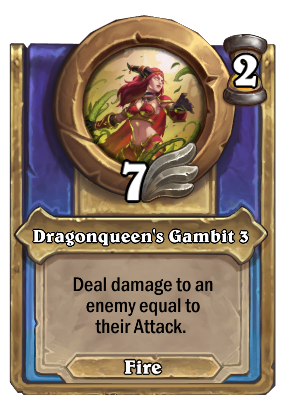 2
7
Dragonqueen's Gambit 3
Deal damage to an
enemy equal to
their Attack.
Fire